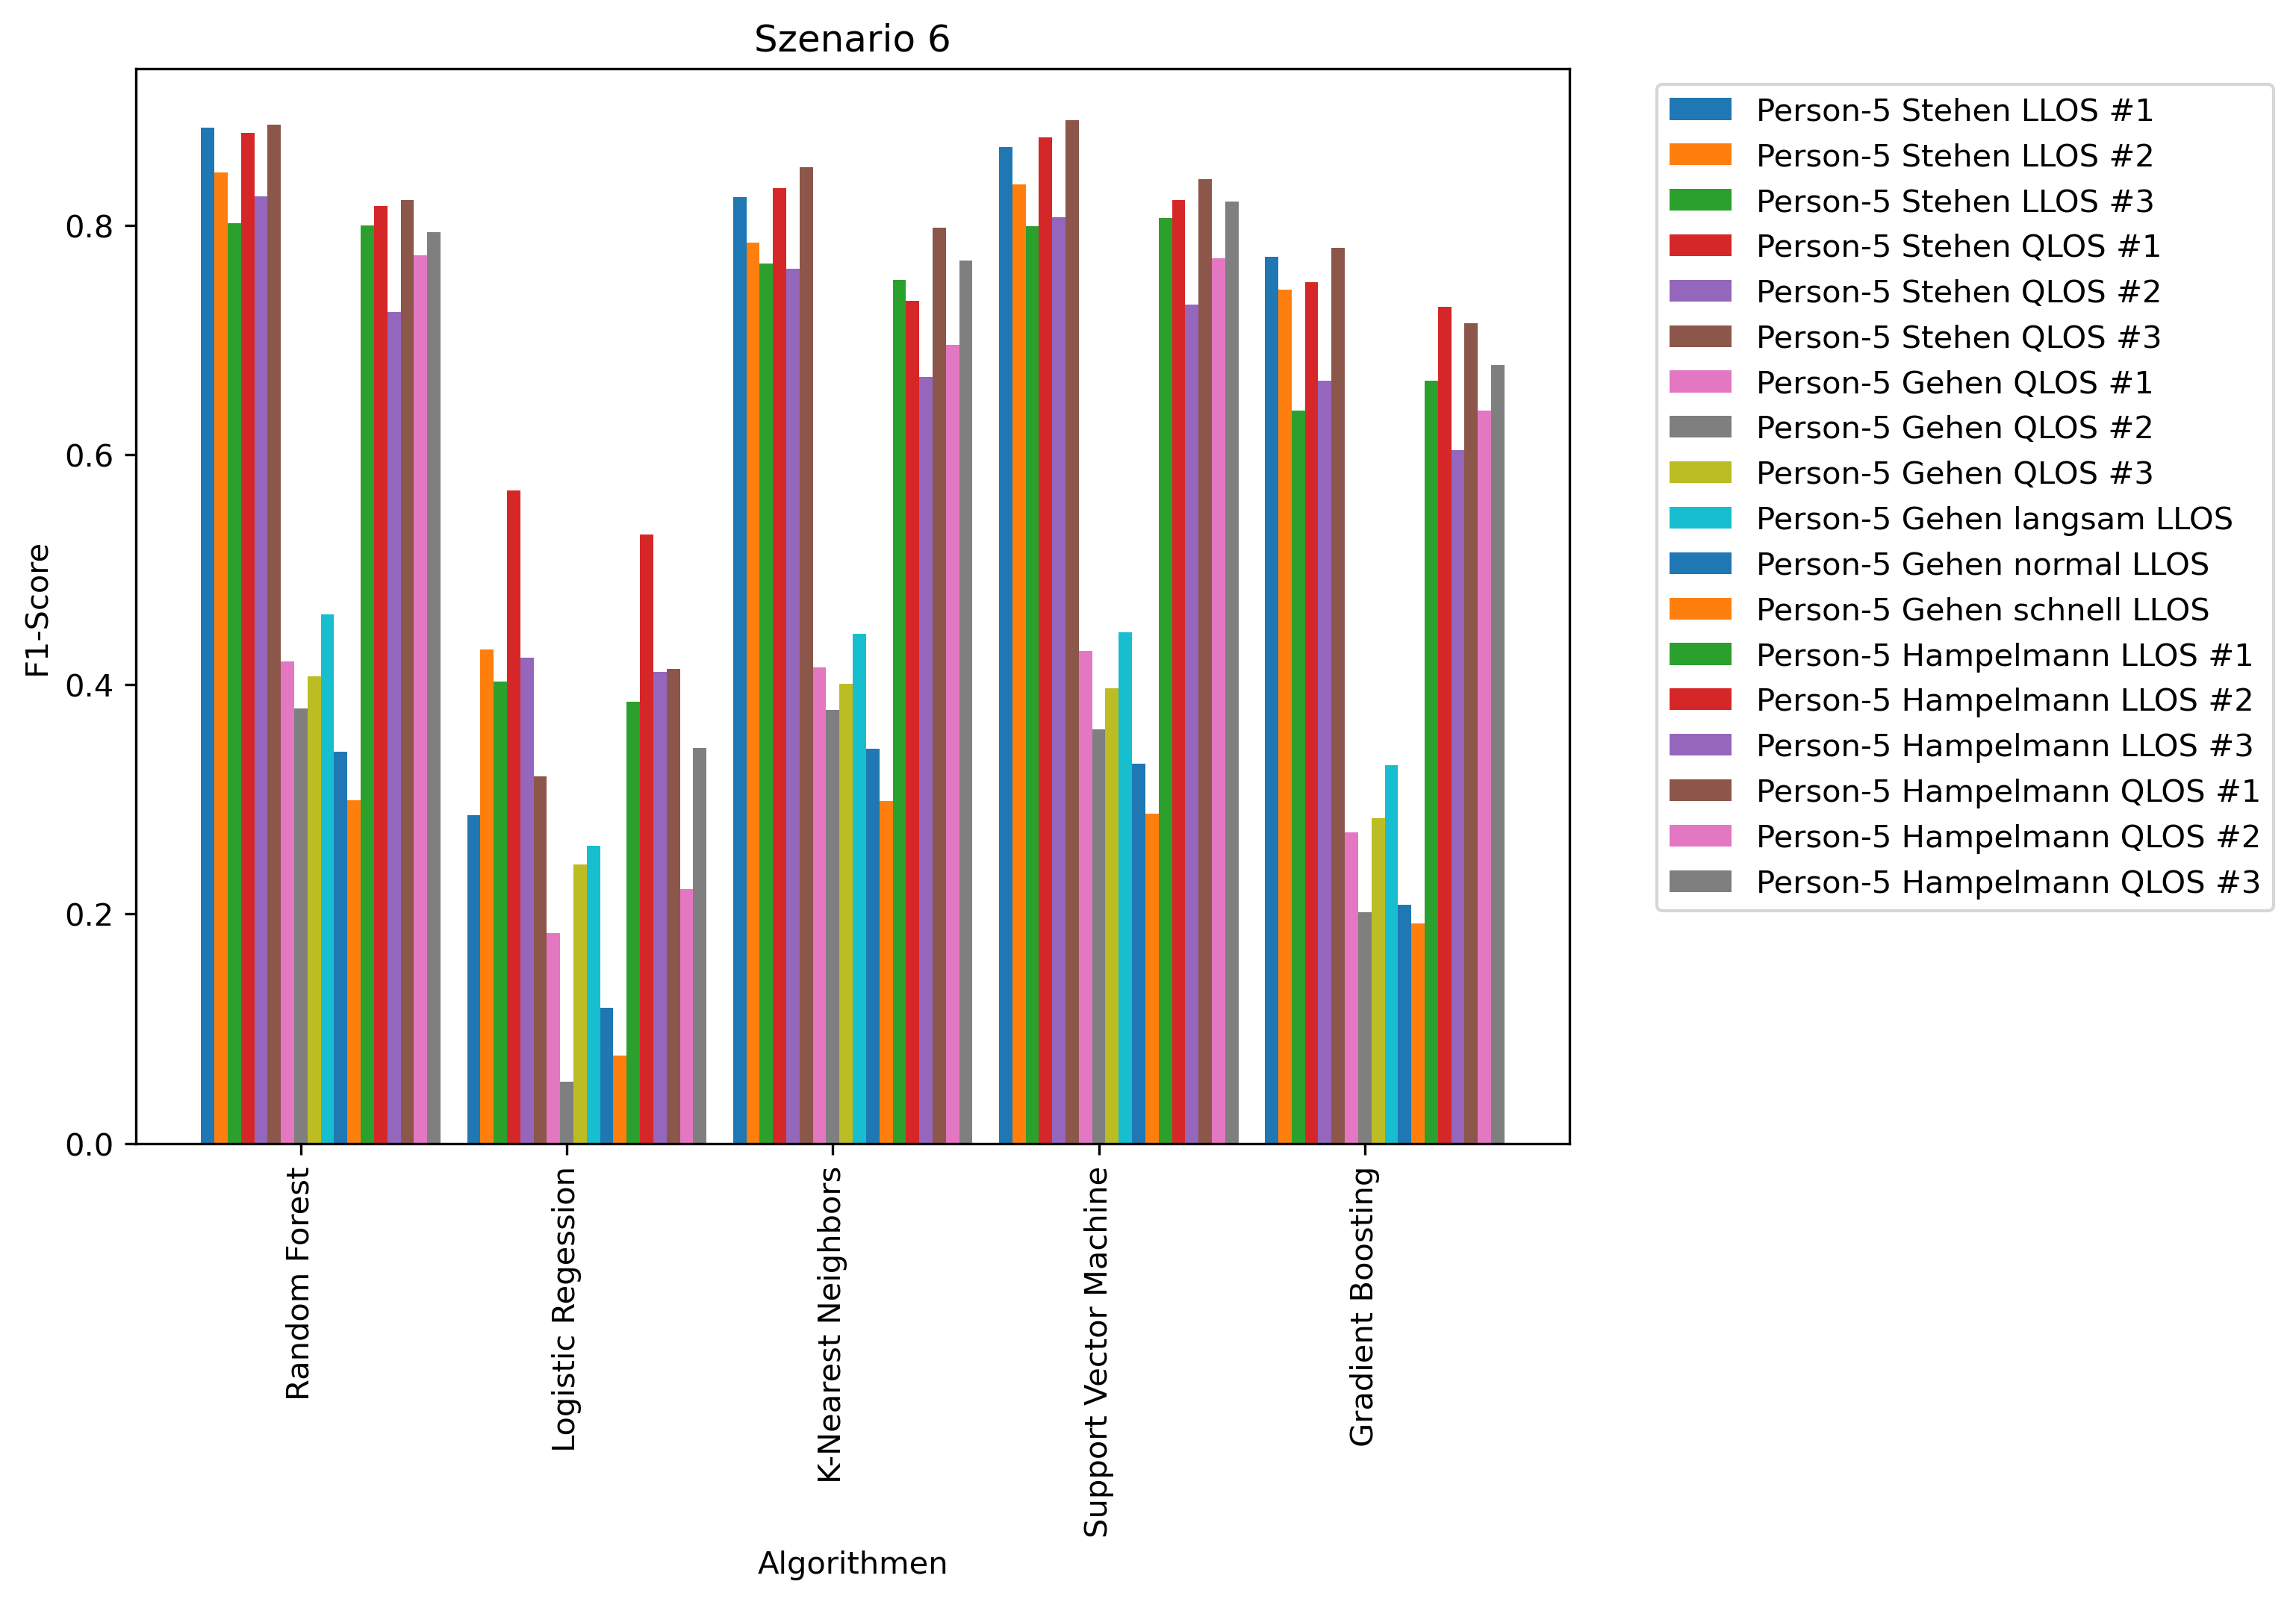 Szenario 6
F1-Score
0.8
0.6
0.4
0.2
0.0
Random Forest
Logistic Regession
K-Nearest Neighbors
Support Vector Machine
Gradient Boosting
Algorithmen
Person-5 Stehen LLOS #1
Person-5 Stehen LLOS #2
Person-5 Stehen LLOS #3
Person-5 Stehen QLOS #1
Person-5 Stehen QLOS #2
Person-5 Stehen QLOS #3
Person-5 Gehen QLOS #1
Person-5 Gehen QLOS #2
Person-5 Gehen QLOS #3
Person-5 Gehen langsam LLOS
Person-5 Gehen normal LLOS
Person-5 Gehen schnell LLOS
Person-5 Hampelmann LLOS #1
Person-5 Hampelmann LLOS #2
Person-5 Hampelmann LLOS #3
Person-5 Hampelmann QLOS #1
Person-5 Hampelmann QLOS #2
Person-5 Hampelmann QLOS #3